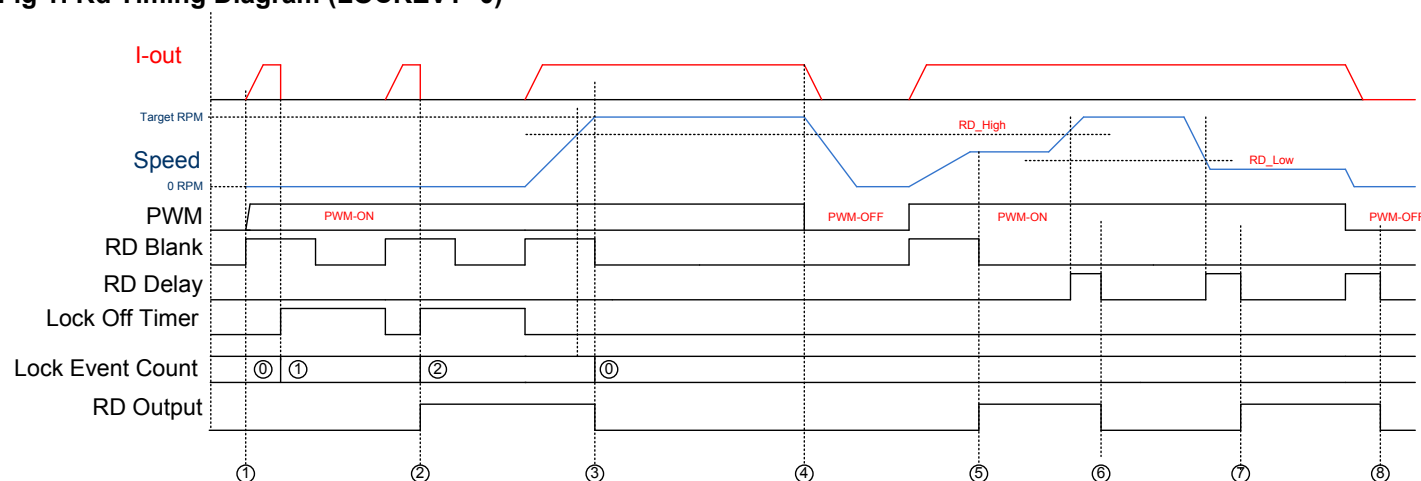 I-out
Target RPM
RD_High
Speed
RD_Low
0 RPM
PWM PWM-ON PWM-OFF PWM-ON PWM-OFF
RD Blank
RD Delay
Lock Off Timer
Lock Event Count ⓪ ① ② ⓪
RD Output
① ② ③ ④ ⑤ ⑥ ⑦ ⑧